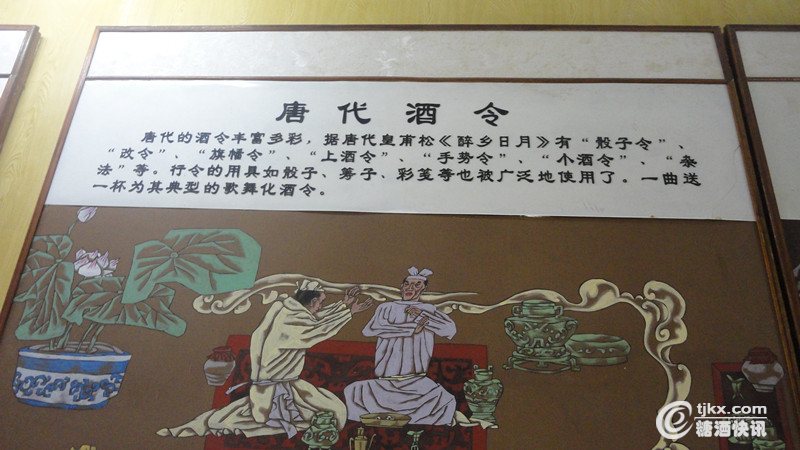 唐代酒令
唐代的酒令丰富多彩，据唐代皇甫松《醉乡日月》有“骰子令”、
“改令”、“旗幡令”、“上酒令”、“手势令”、“小酒令”、“杂
法”等。行令的用具如骰子、筹子、彩笺等也被广泛地使用了。一曲送
一杯为其典型的歌舞化酒令。
tjkx.com
糖酒快讯